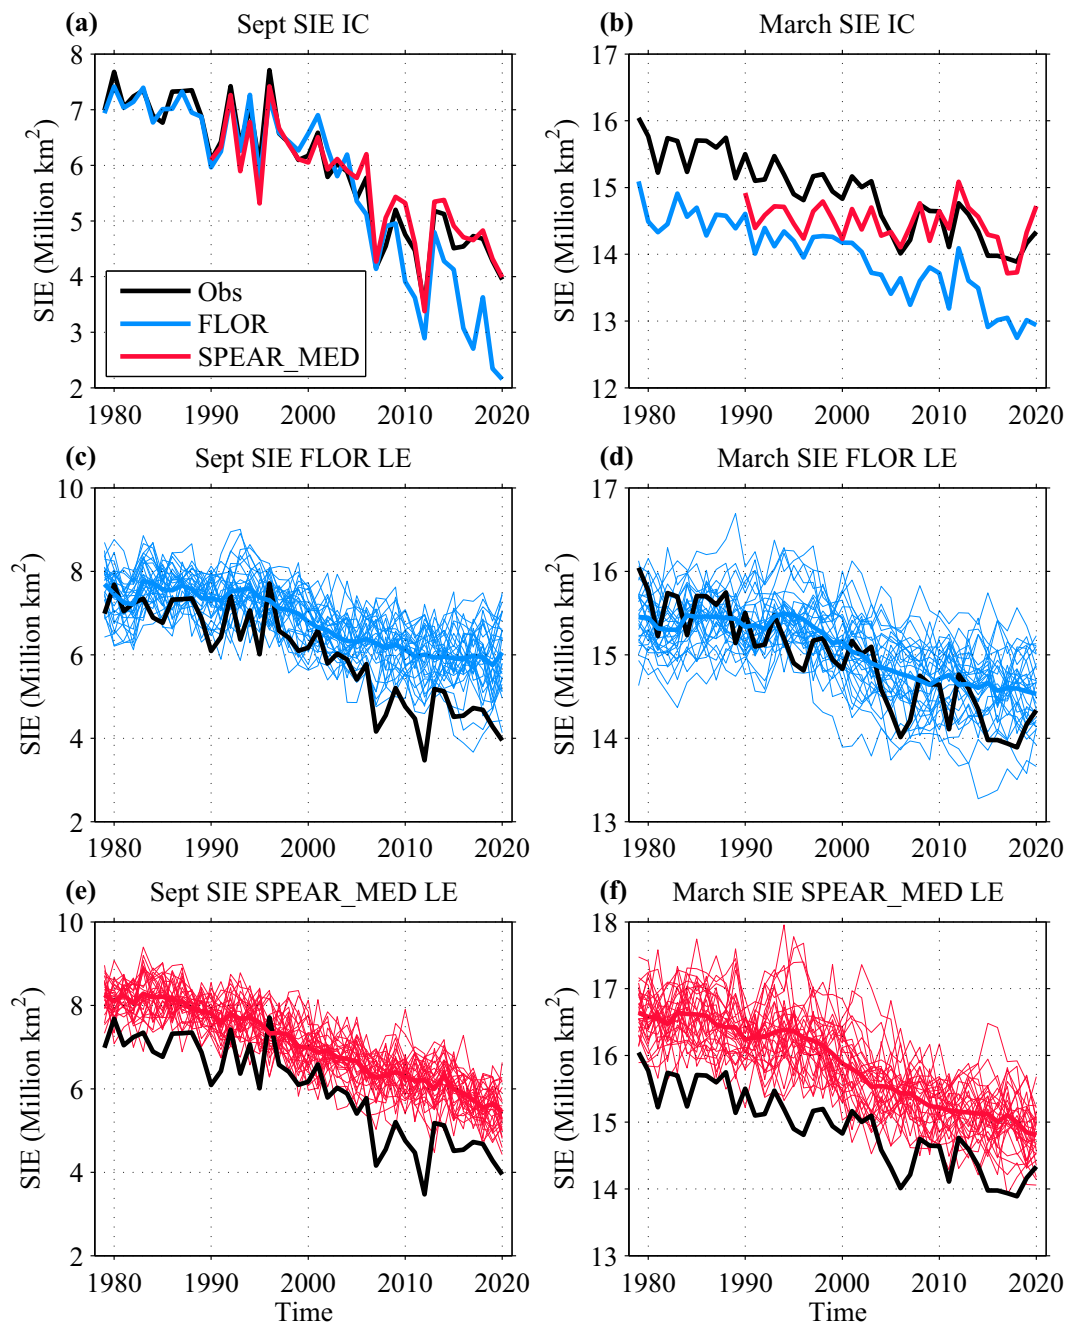 (a) Sept SIE IC
SIE (Million km²)
8
7
6
5
4
3
2
Obs
FLOR
SPEAR_MED
1980 1990 2000 2010 2020
(b) March SIE IC
SIE (Million km²)
17
16
15
14
13
12
1980 1990 2000 2010 2020
(c) Sept SIE FLOR LE
SIE (Million km²)
10
8
6
4
2
1980 1990 2000 2010 2020
(d) March SIE FLOR LE
SIE (Million km²)
17
16
15
14
13
1980 1990 2000 2010 2020
(e) Sept SIE SPEAR_MED LE
SIE (Million km²)
10
8
6
4
2
1980 1990 2000 2010 2020
Time
(f) March SIE SPEAR_MED LE
SIE (Million km²)
18
17
16
15
14
13
1980 1990 2000 2010 2020
Time